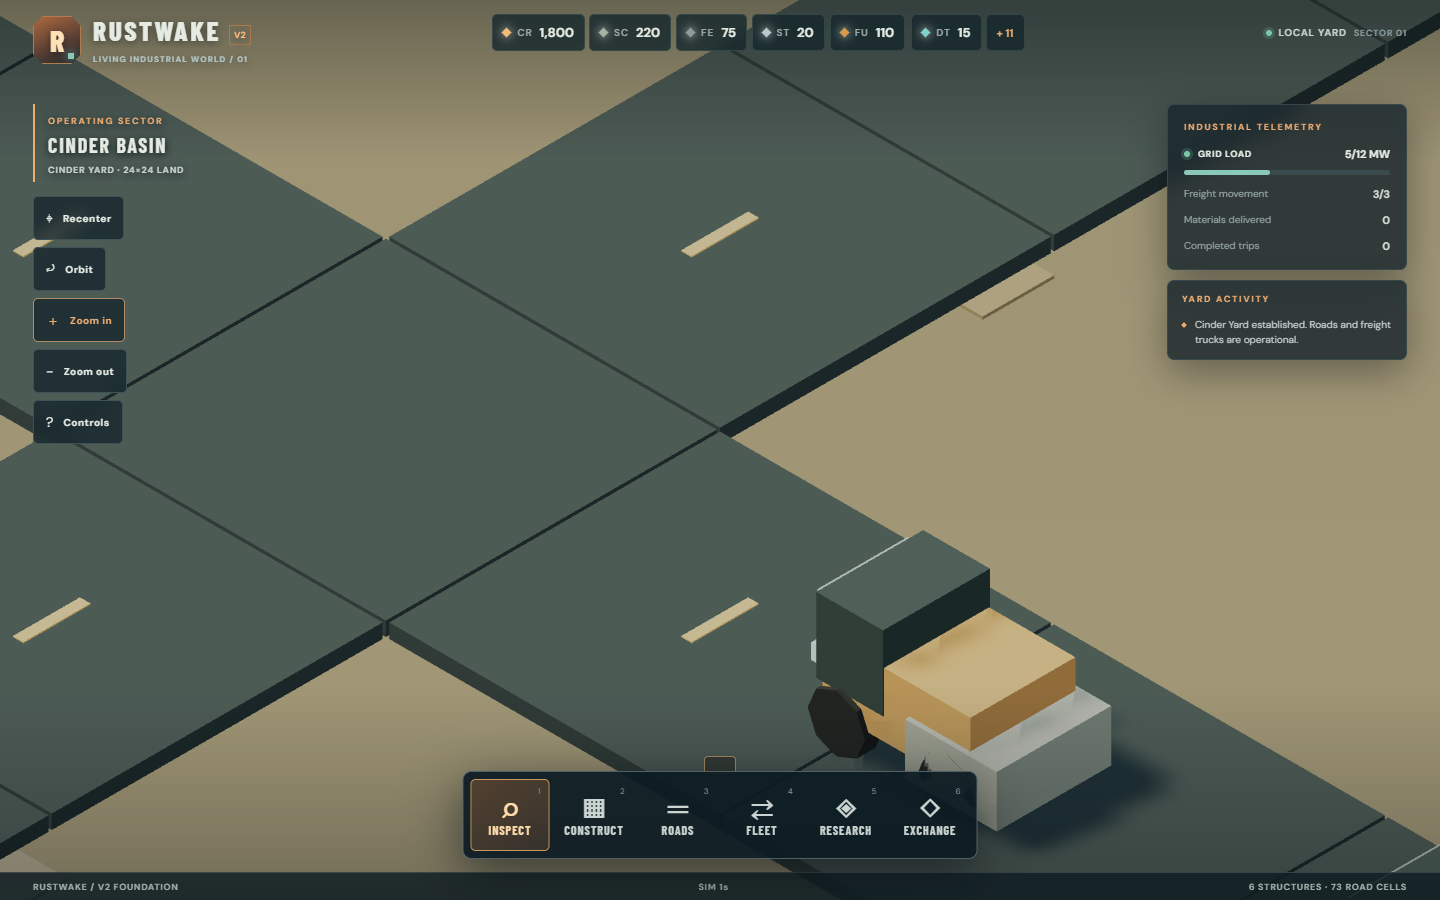 R
RUSTWAKE V2
LIVING INDUSTRIAL WORLD / 01
CR 1,800
SC 220
FE 75
ST 20
FU 110
DT 15
+ 11
LOCAL YARD SECTOR 01
OPERATING SECTOR
CINDER BASIN
CINDER YARD · 24×24 LAND
Recenter
Orbit
+ Zoom in
− Zoom out
? Controls
INDUSTRIAL TELEMETRY
GRID LOAD 5/12 MW
Freight movement 3/3
Materials delivered 0
Completed trips 0
YARD ACTIVITY
Cinder Yard established. Roads and freight
trucks are operational.
1 INSPECT
2 CONSTRUCT
3 ROADS
4 FLEET
5 RESEARCH
6 EXCHANGE
RUSTWAKE / V2 FOUNDATION
SIM 1s
6 STRUCTURES · 73 ROAD CELLS